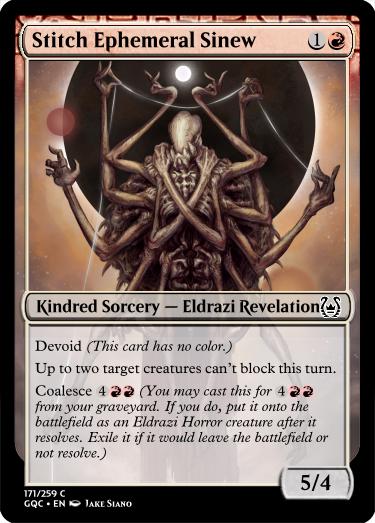 Stitch Ephemeral Sinew 1
Kindred Sorcery — Eldrazi Revelation
Devoid (This card has no color.)
Up to two target creatures can't block this turn.
Coalesce 4 (You may cast this for 4
from your graveyard. If you do, put it onto the
battlefield as an Eldrazi Horror creature after it
resolves. Exile it if it would leave the battlefield or
not resolve.)
5/4
171/259 C
GQC • EN Jake Siano